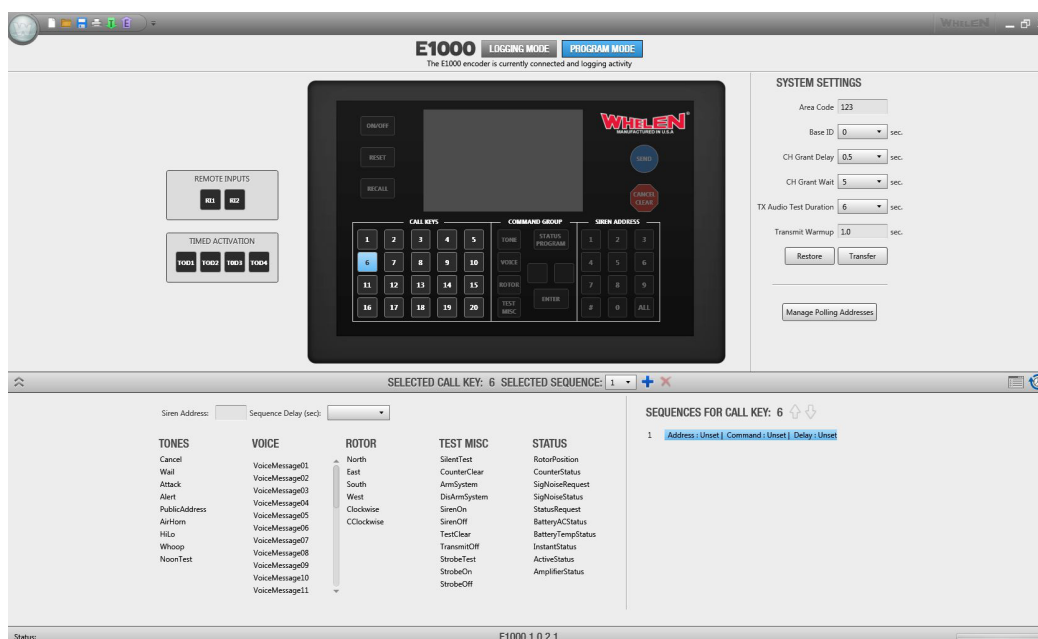 WHELEN
E1000 LOGGING MODE PROGRAM MODE
The E1000 encoder is currently connected and logging activity
REMOTE INPUTS
RI1 RI2
TIMED ACTIVATION
TOD1 TOD2 TOD3 TOD4
ON/OFF
RESET
RECALL
WHELEN
MANUFACTURED IN U.S.A
SEND
CANCEL
CLEAR
CALL KEYS COMMAND GROUP SIREN ADDRESS
1 2 3 4 5 TONE STATUS PROGRAM 1 2 3
6 7 8 9 10 VOICE 4 5 6
11 12 13 14 15 ROTOR 7 8 9
16 17 18 19 20 TEST MISC ENTER # 0 ALL
SYSTEM SETTINGS
Area Code 123
Base ID 0 sec.
CH Grant Delay 0.5 sec.
CH Grant Wait 5 sec.
TX Audio Test Duration 6 sec.
Transmit Warmup 1.0 sec.
Restore Transfer
Manage Polling Addresses
SELECTED CALL KEY: 6 SELECTED SEQUENCE: 1
Siren Address: Sequence Delay (sec):
TONES
Cancel
Wail
Attack
Alert
PublicAddress
AirHorn
HiLo
Whoop
NoonTest
VOICE
VoiceMessage01
VoiceMessage02
VoiceMessage03
VoiceMessage04
VoiceMessage05
VoiceMessage06
VoiceMessage07
VoiceMessage08
VoiceMessage09
VoiceMessage10
VoiceMessage11
ROTOR
North
East
South
West
Clockwise
CClockwise
TEST MISC
SilentTest
CounterClear
ArmSystem
DisArmSystem
SirenOn
SirenOff
TestClear
TransmitOff
StrobeTest
StrobeOn
StrobeOff
STATUS
RotorPosition
CounterStatus
SigNoiseRequest
SigNoiseStatus
StatusRequest
BatteryACStatus
BatteryTempStatus
InstantStatus
ActiveStatus
AmplifierStatus
SEQUENCES FOR CALL KEY: 6
1 Address : Unset | Command : Unset | Delay : Unset
Status: E1000 1.0.2.1